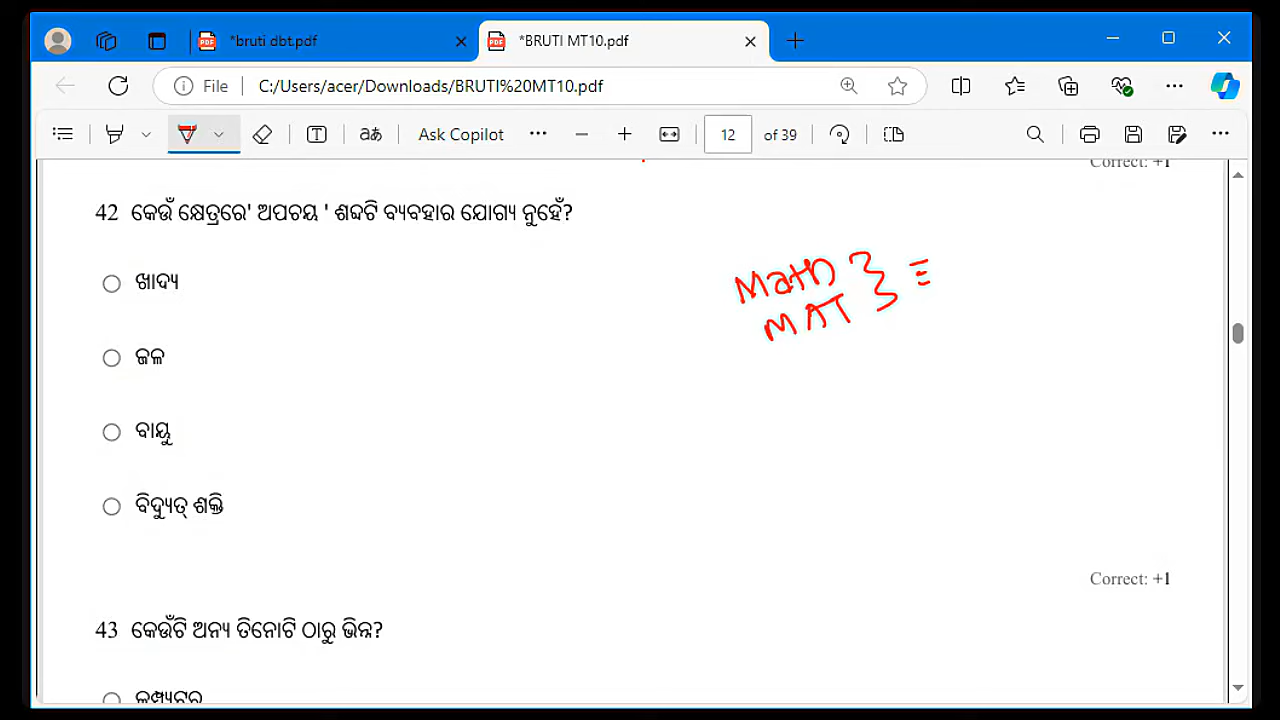 *bruti dbt.pdf
*BRUTI MT10.pdf
File
C:/Users/acer/Downloads/BRUTI%20MT10.pdf
Ask Copilot
12 of 39
Correct: +1
42 କେଉଁ କ୍ଷେତ୍ରରେ' ଅପଚୟ ' ଶବ୍ଦଟି ବ୍ୟବହାର ଯୋଗ୍ୟ ନୁହେଁ?
Math
MAT
ଖାଦ୍ୟ
ଜଳ
ବାୟୁ
ବିଦ୍ୟୁତ୍ ଶକ୍ତି
Correct: +1
43 କେଉଁଟି ଅନ୍ୟ ତିନୋଟି ଠାରୁ ଭିନ୍ନ?